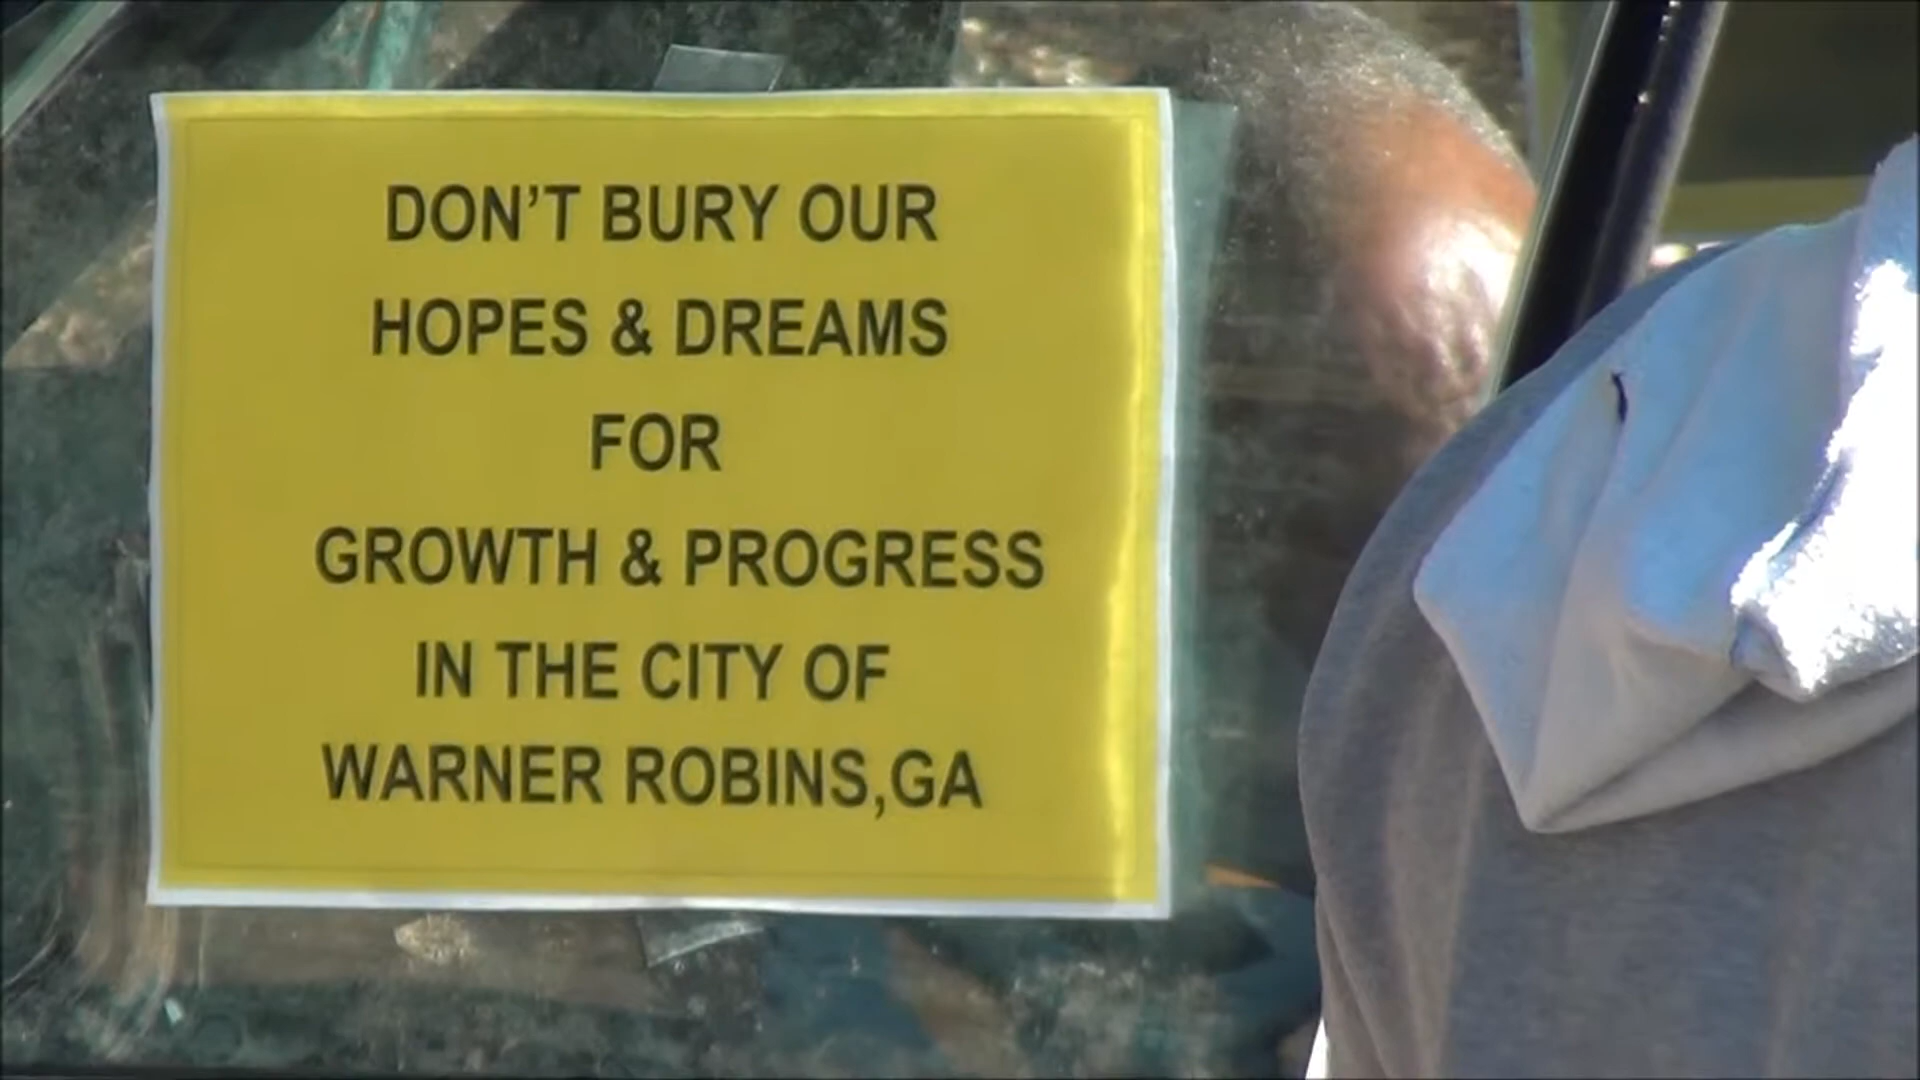 DON'T BURY OUR
HOPES & DREAMS
FOR
GROWTH & PROGRESS
IN THE CITY OF
WARNER ROBINS,GA